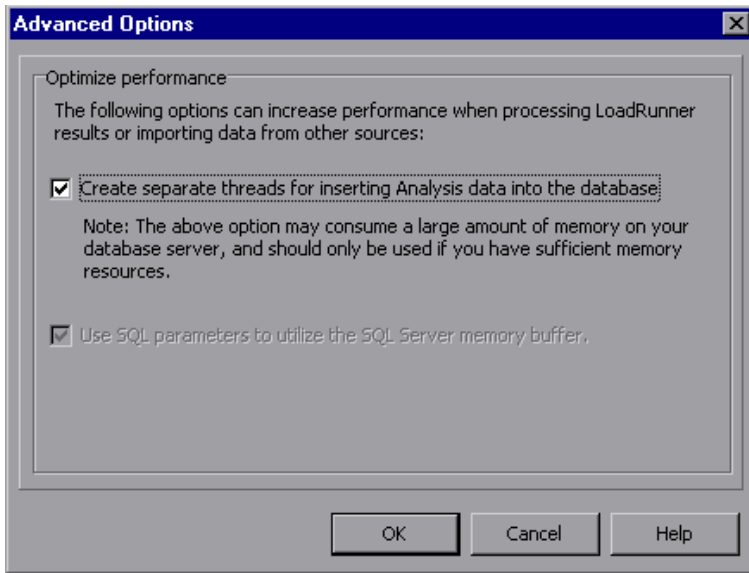 Advanced Options
Optimize performance
The following options can increase performance when processing LoadRunner
results or importing data from other sources:
Create separate threads for inserting Analysis data into the database
Note: The above option may consume a large amount of memory on your
database server, and should only be used if you have sufficient memory
resources.
Use SQL parameters to utilize the SQL Server memory buffer.
OK
Cancel
Help